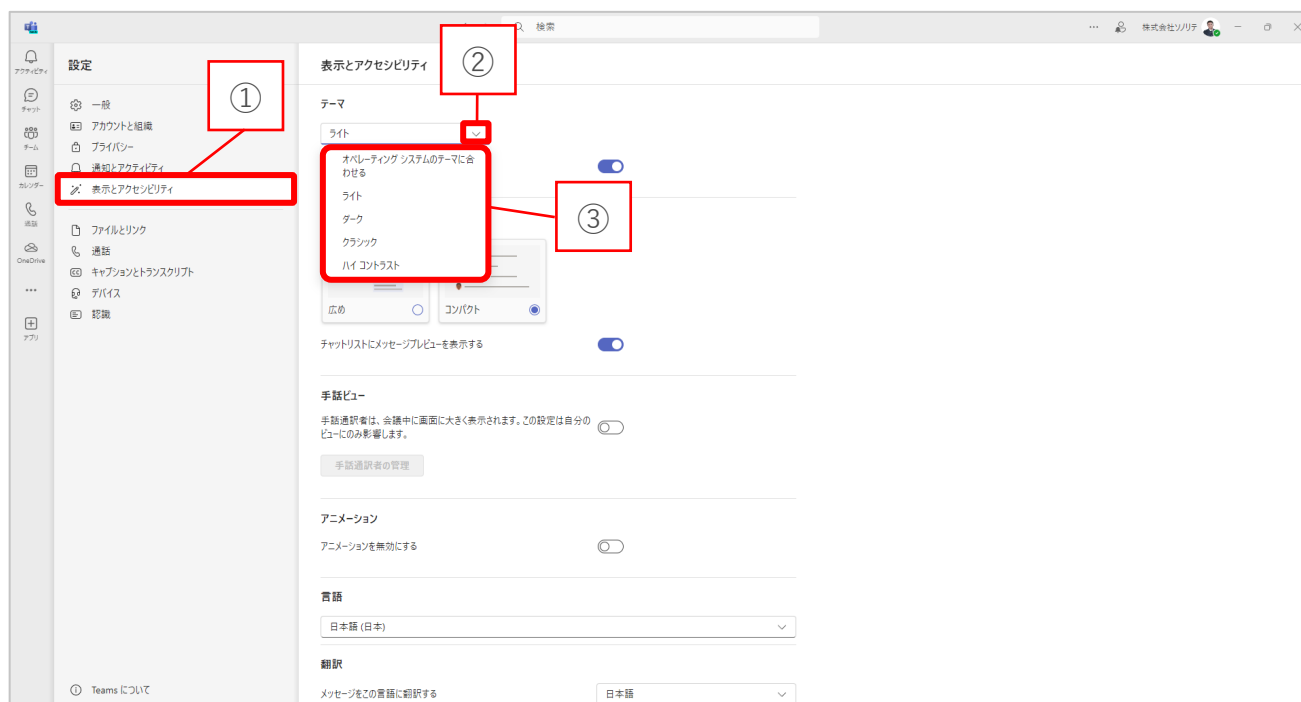 検索
… 株式会社ソノリテ
アクティビティ
チャット
チーム
カレンダー
通話
OneDrive
…
アプリ
設定
①
一般
アカウントと組織
プライバシー
通知とアクティビティ
表示とアクセシビリティ
ファイルとリンク
通話
キャプションとトランスクリプト
デバイス
認識
Teams について
表示とアクセシビリティ
②
テーマ
ライト
オペレーティング システムのテーマに合
わせる
ライト
ダーク
クラシック
ハイ コントラスト
③
広め
コンパクト
チャットリストにメッセージプレビューを表示する
手話ビュー
手話通訳者は、会議中に画面に大きく表示されます。この設定は自分の
ビューにのみ影響します。
手話通訳者の管理
アニメーション
アニメーションを無効にする
言語
日本語 (日本)
翻訳
メッセージをこの言語に翻訳する
日本語